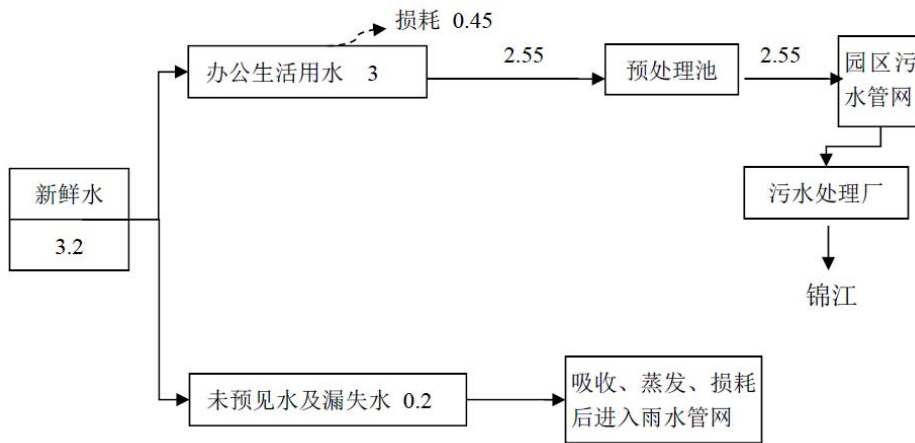 损耗 0.45
办公生活用水 3
2.55
预处理池
2.55
园区污
水管网
新鲜水
3.2
污水处理厂
锦江
未预见水及漏失水 0.2
吸收、蒸发、损耗
后进入雨水管网